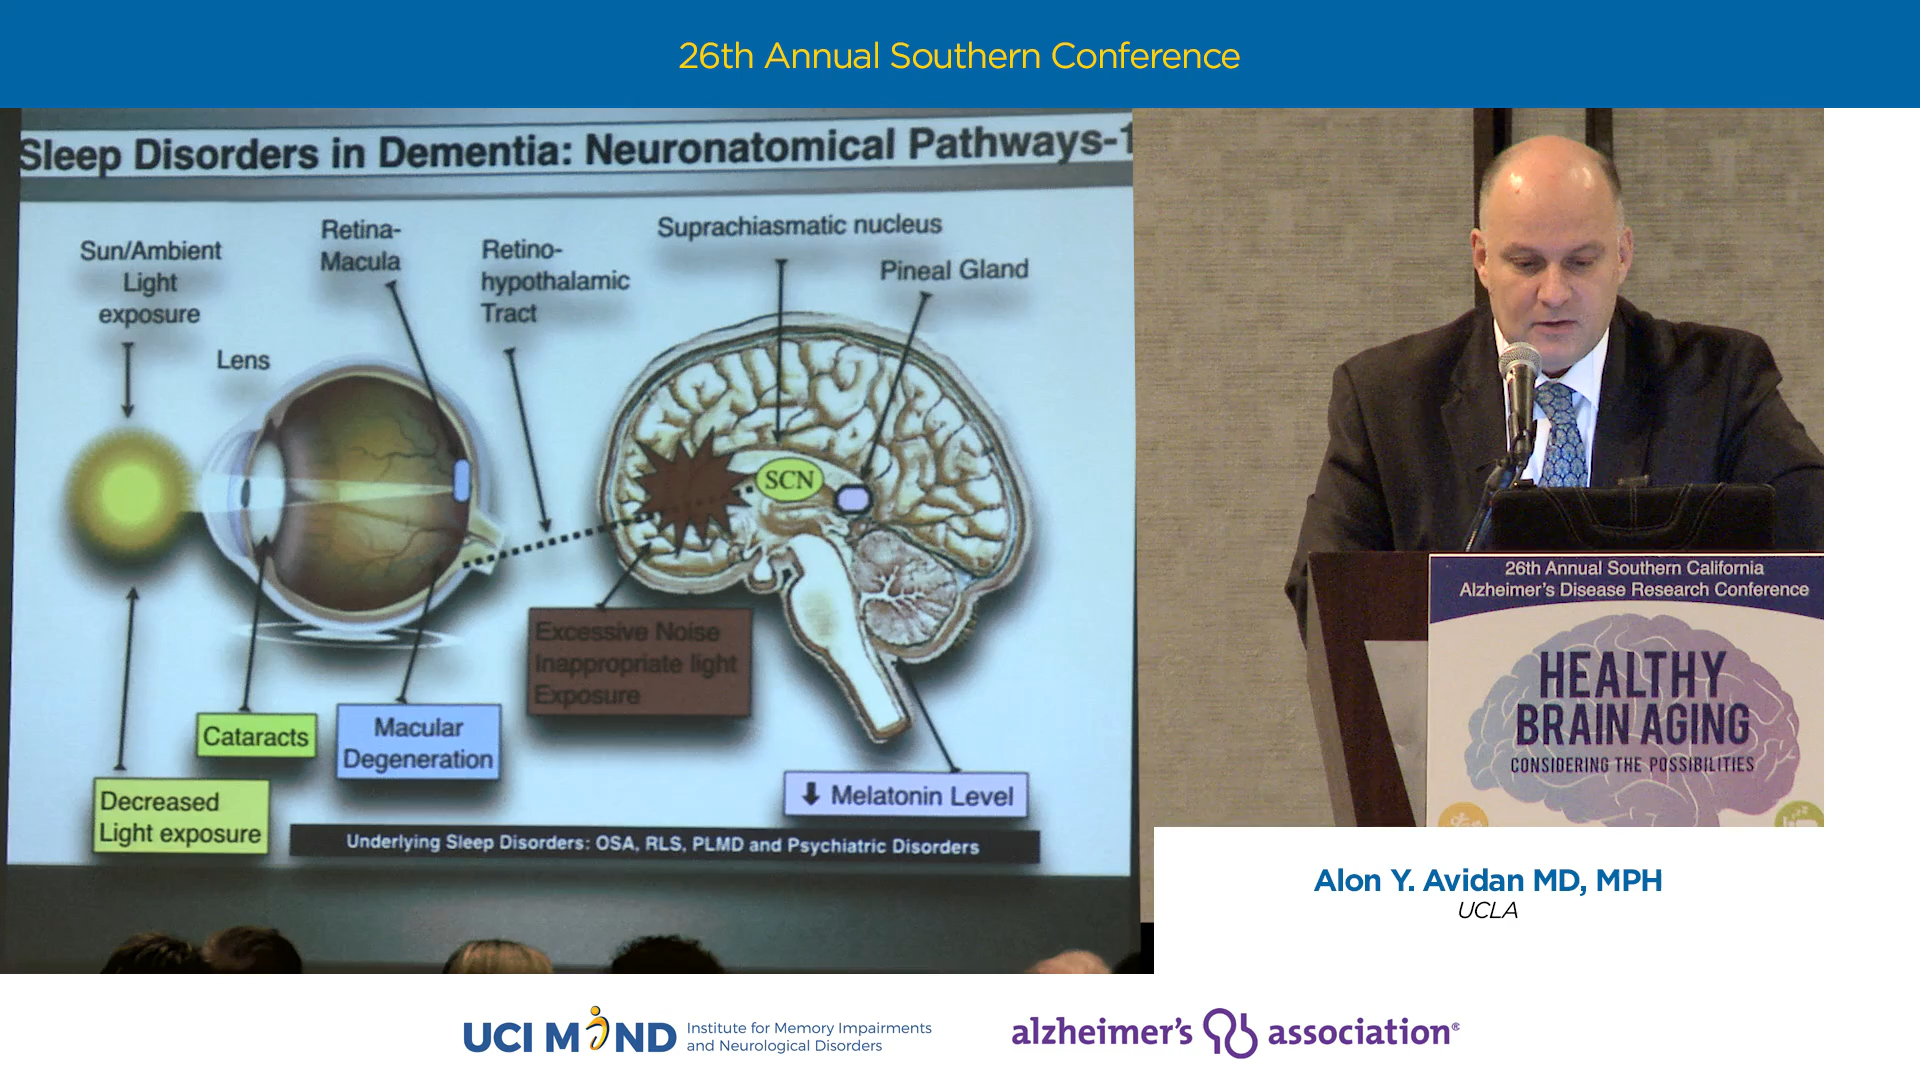 26th Annual Southern Conference
Sleep Disorders in Dementia: Neuronatomical Pathways-1
Sun/Ambient
Light
exposure
Lens
Retina-
Macula
Retino-
hypothalamic
Tract
Suprachiasmatic nucleus
Pineal Gland
SCN
Excessive Noise
Inappropriate light
Exposure
Cataracts
Macular
Degeneration
Decreased
Light exposure
⬇ Melatonin Level
Underlying Sleep Disorders: OSA, RLS, PLMD and Psychiatric Disorders
26th Annual Southern California
Alzheimer's Disease Research Conference
HEALTHY
BRAIN AGING
CONSIDERING THE POSSIBILITIES
Alon Y. Avidan MD, MPH
UCLA
UCI MIND
Institute for Memory Impairments
and Neurological Disorders
alzheimer's association®